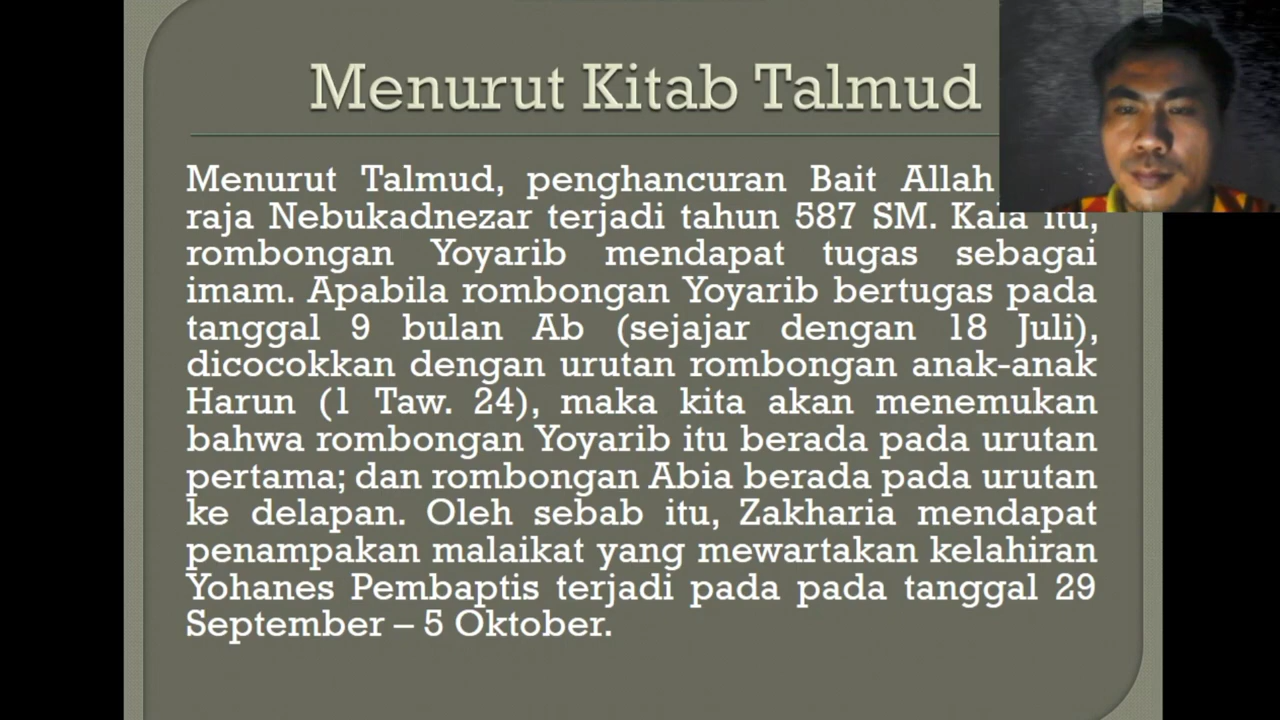 Menurut Kitab Talmud
Menurut Talmud, penghancuran Bait Allah
raja Nebukadnezar terjadi tahun 587 SM. Kala itu,
rombongan Yoyarib mendapat tugas sebagai
imam. Apabila rombongan Yoyarib bertugas pada
tanggal 9 bulan Ab (sejajar dengan 18 Juli),
dicocokkan dengan urutan rombongan anak-anak
Harun (1 Taw. 24), maka kita akan menemukan
bahwa rombongan Yoyarib itu berada pada urutan
pertama; dan rombongan Abia berada pada urutan
ke delapan. Oleh sebab itu, Zakharia mendapat
penampakan malaikat yang mewartakan kelahiran
Yohanes Pembaptis terjadi pada pada tanggal 29
September – 5 Oktober.